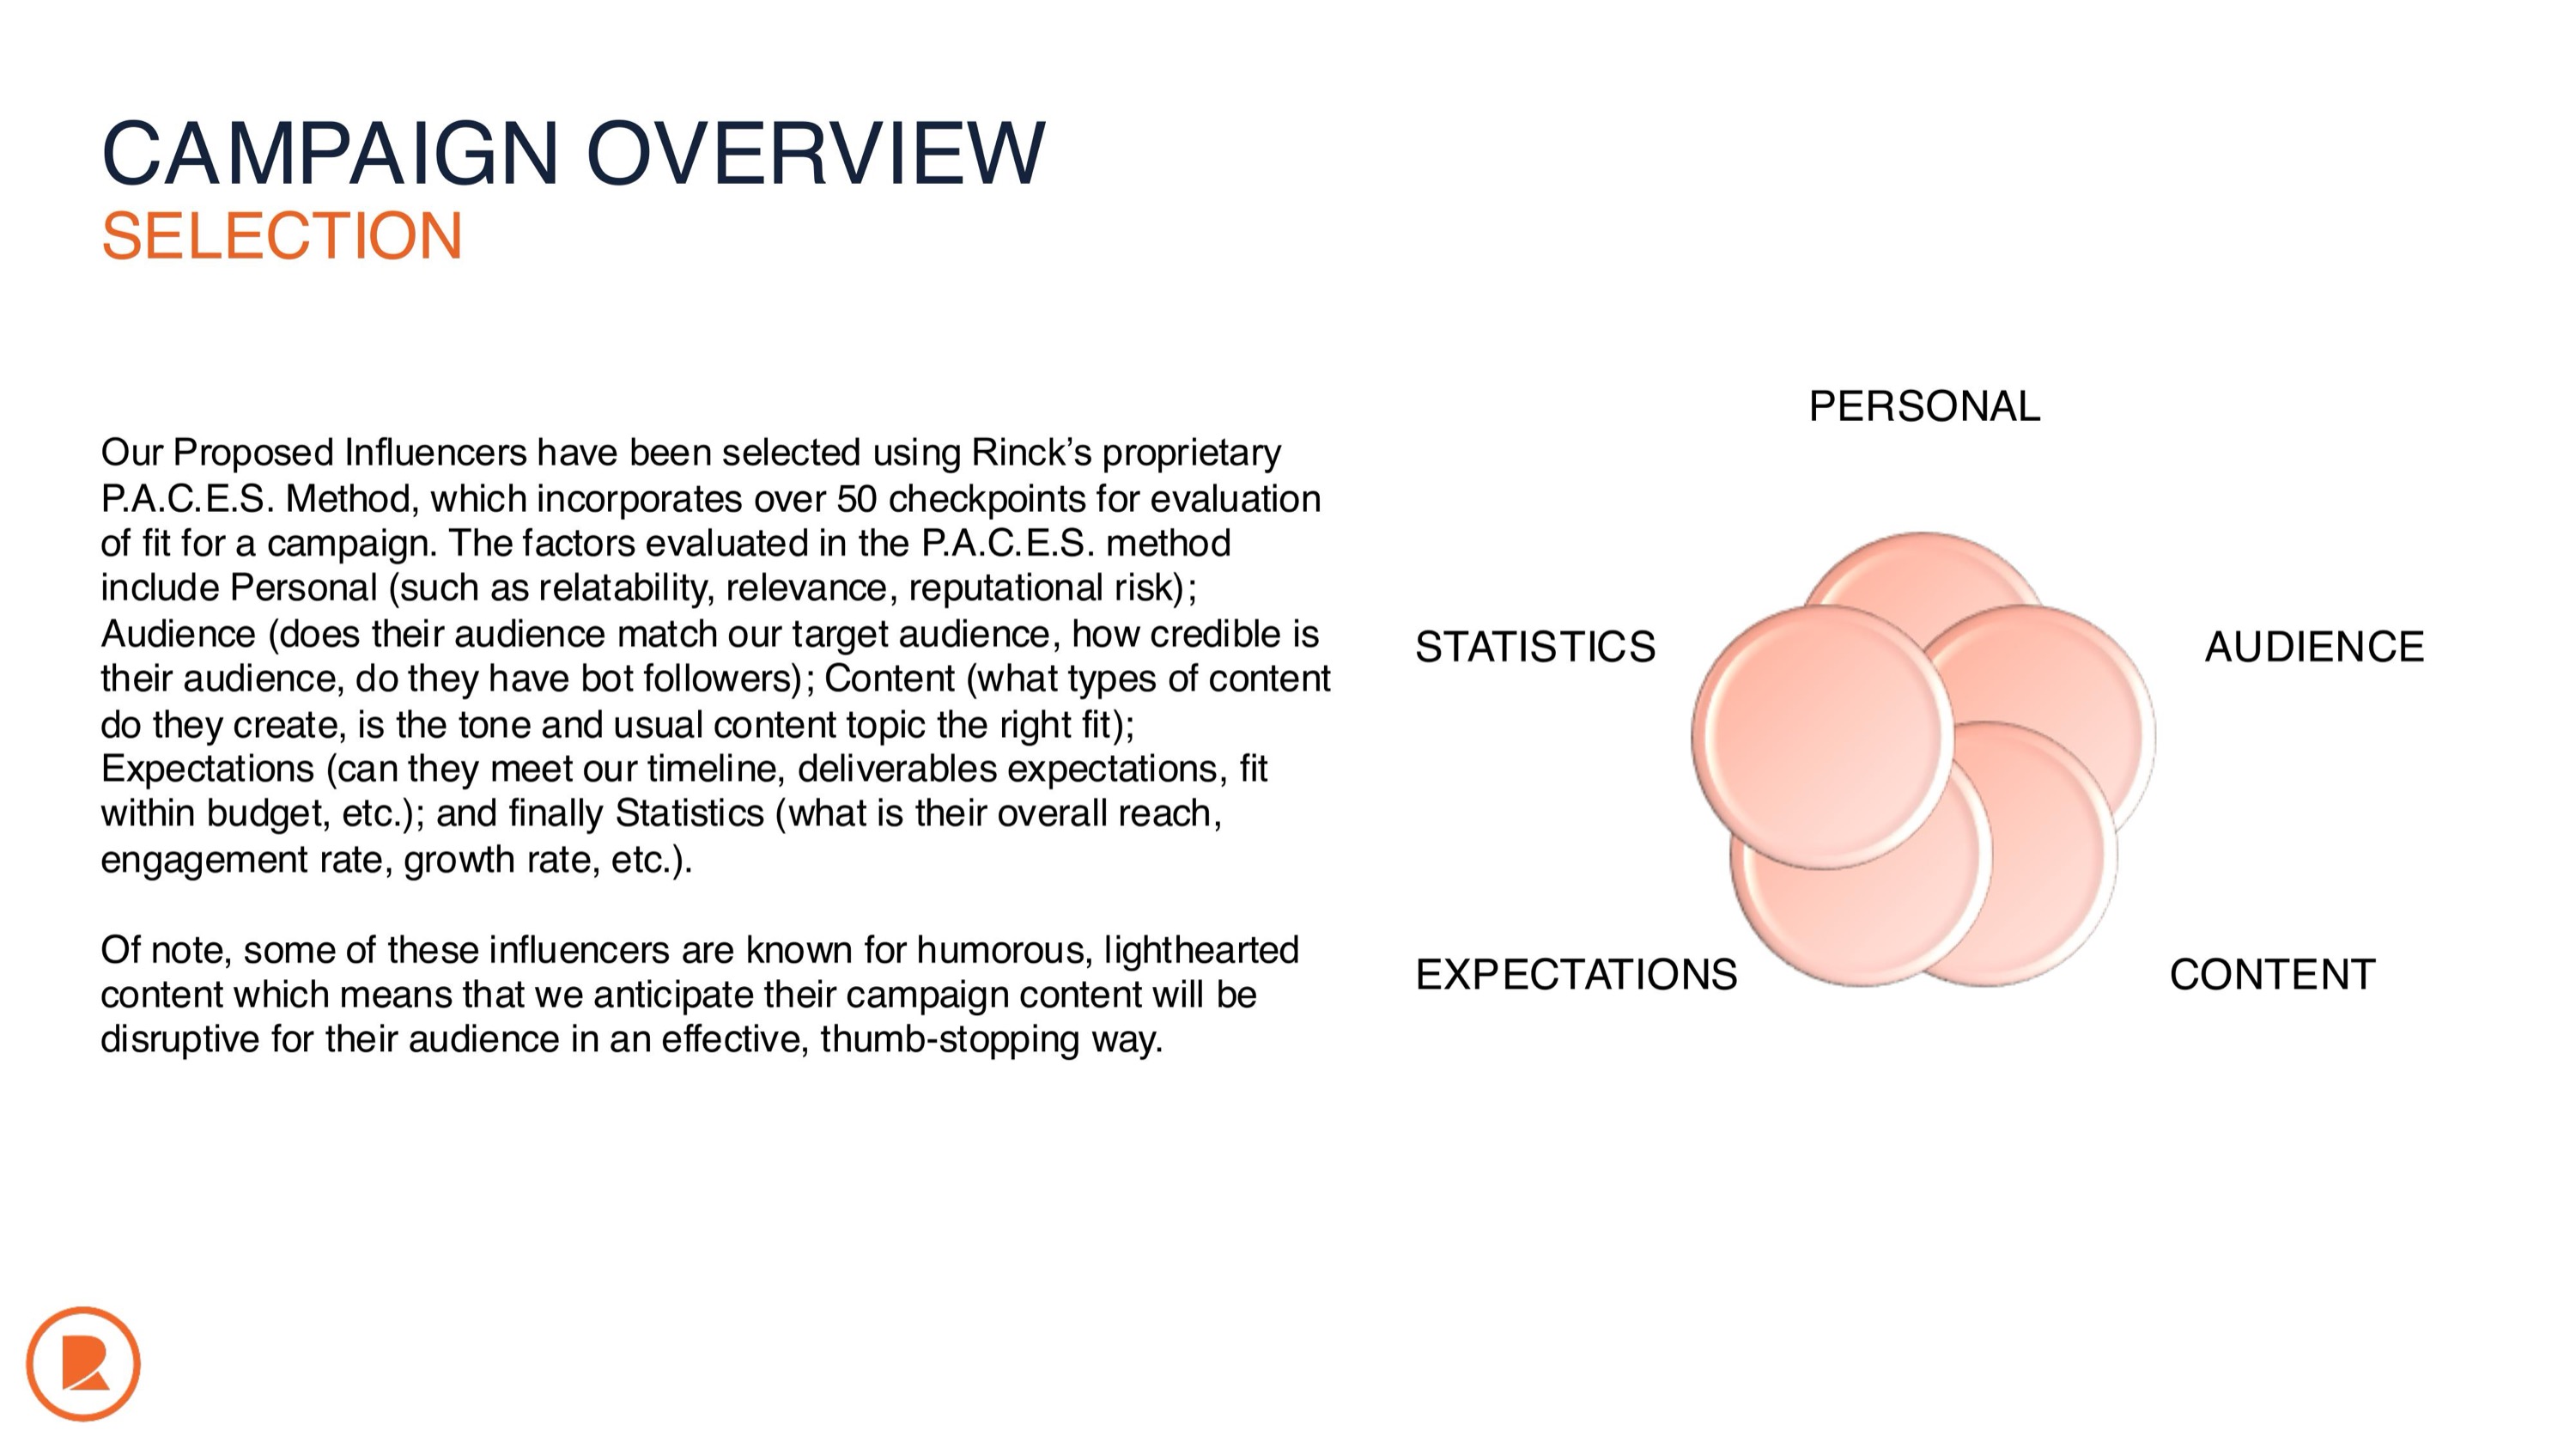 CAMPAIGN OVERVIEW
SELECTION
Our Proposed Influencers have been selected using Rinck’s proprietary
P.A.C.E.S. Method, which incorporates over 50 checkpoints for evaluation
of fit for a campaign. The factors evaluated in the P.A.C.E.S. method
include Personal (such as relatability, relevance, reputational risk);
Audience (does their audience match our target audience, how credible is
their audience, do they have bot followers); Content (what types of content
do they create, is the tone and usual content topic the right fit);
Expectations (can they meet our timeline, deliverables expectations, fit
within budget, etc.); and finally Statistics (what is their overall reach,
engagement rate, growth rate, etc.).
Of note, some of these influencers are known for humorous, lighthearted
content which means that we anticipate their campaign content will be
disruptive for their audience in an effective, thumb-stopping way.
PERSONAL
STATISTICS
AUDIENCE
EXPECTATIONS
CONTENT
R